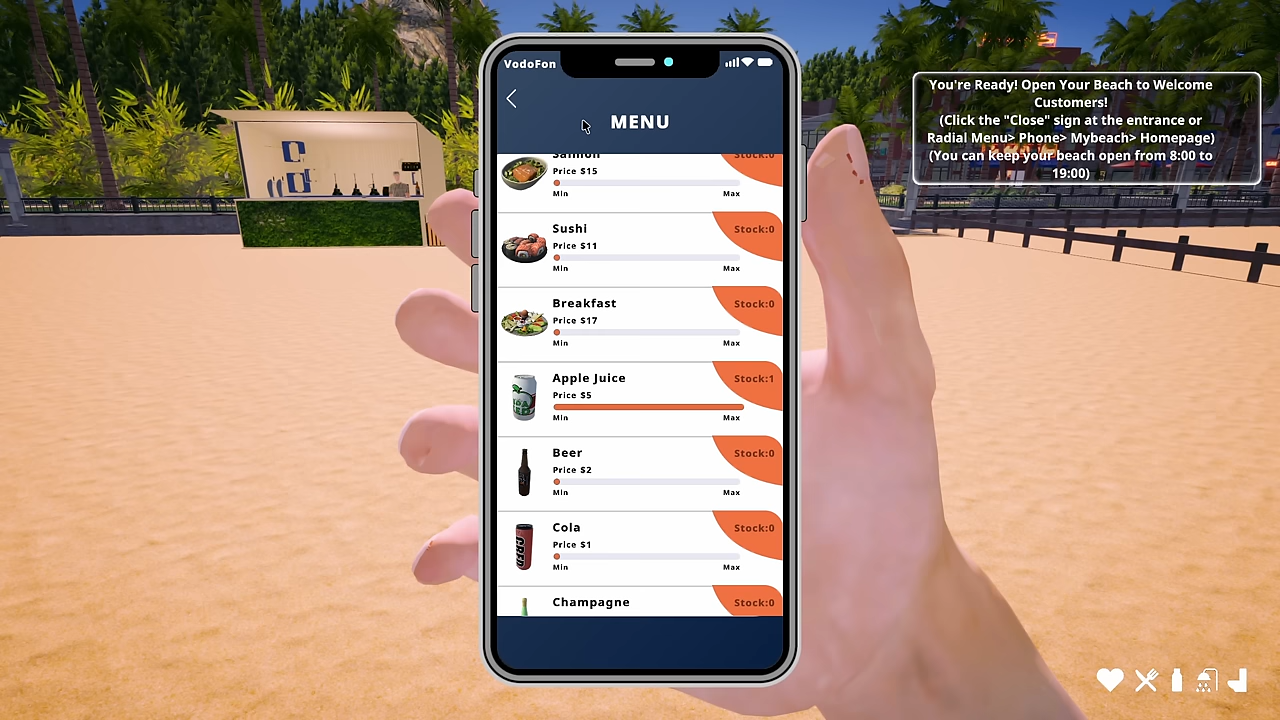 VodoFon
MENU
You're Ready! Open Your Beach to Welcome
Customers!
(Click the "Close" sign at the entrance or
Radial Menu> Phone> Mybeach> Homepage)
(You can keep your beach open from 8:00 to
19:00)
Salmon
Stock:0
Price $15
Min Max
Sushi
Stock:0
Price $11
Min Max
Breakfast
Stock:0
Price $17
Min Max
Apple Juice
Stock:1
Price $5
Min Max
Beer
Stock:0
Price $2
Min Max
Cola
Stock:0
Price $1
Min Max
Champagne
Stock:0